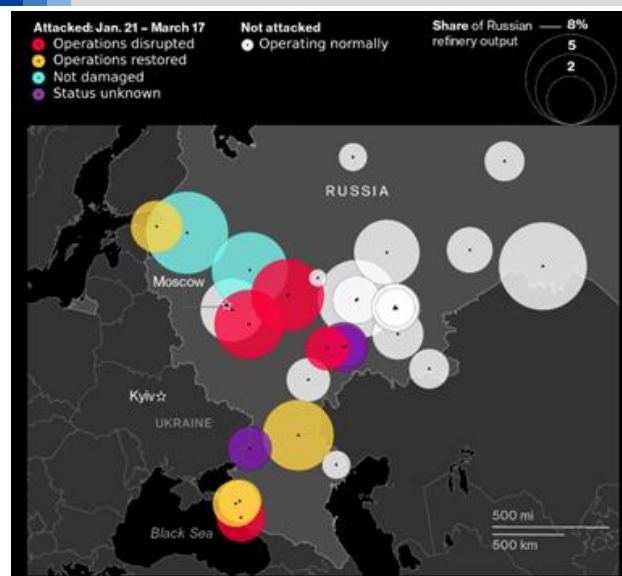 Attacked: Jan. 21 – March 17
Operations disrupted
Operations restored
Not damaged
Status unknown
Not attacked
Operating normally
Share of Russian
refinery output
8%
5
2
RUSSIA
Moscow
Kyiv
UKRAINE
Black Sea
500 mi
500 km